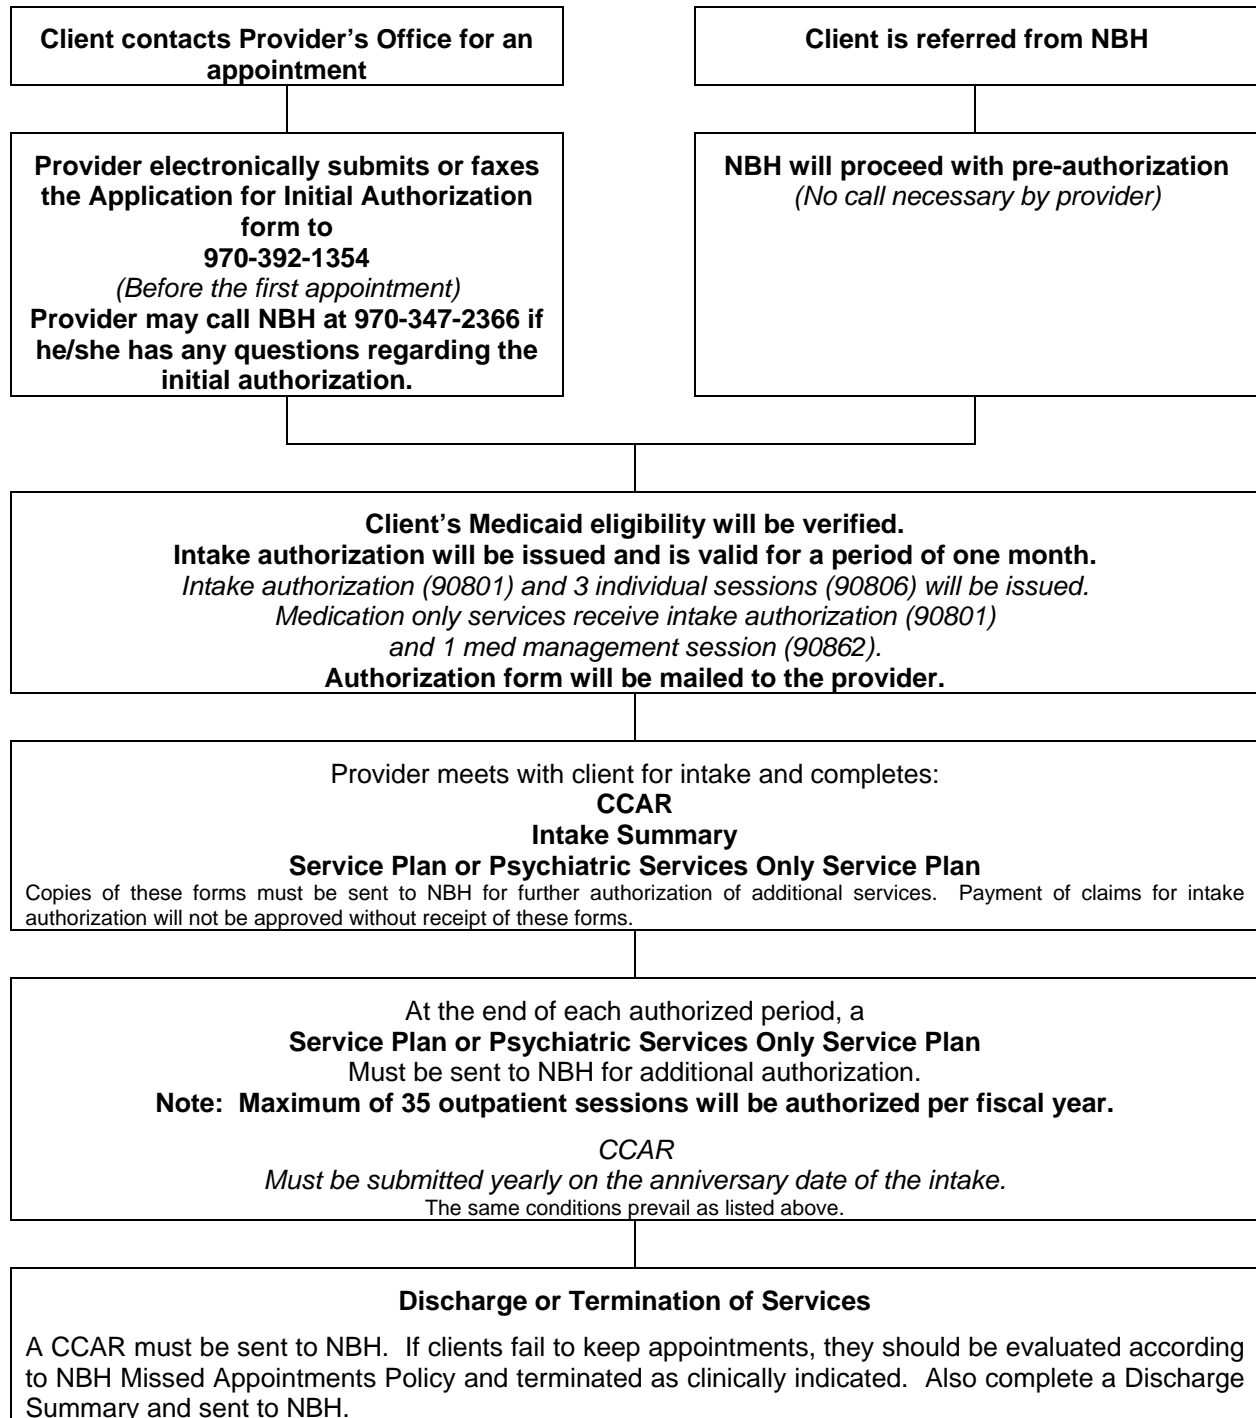 Client contacts Provider's Office for an
appointment
Client is referred from NBH
Provider electronically submits or faxes
the Application for Initial Authorization
form to
970-392-1354
(Before the first appointment)
Provider may call NBH at 970-347-2366 if
he/she has any questions regarding the
initial authorization.
NBH will proceed with pre-authorization
(No call necessary by provider)
Client's Medicaid eligibility will be verified.
Intake authorization will be issued and is valid for a period of one month.
Intake authorization (90801) and 3 individual sessions (90806) will be issued.
Medication only services receive intake authorization (90801)
and 1 med management session (90862).
Authorization form will be mailed to the provider.
Provider meets with client for intake and completes:
CCAR
Intake Summary
Service Plan or Psychiatric Services Only Service Plan
Copies of these forms must be sent to NBH for further authorization of additional services. Payment of claims for intake
authorization will not be approved without receipt of these forms.
At the end of each authorized period, a
Service Plan or Psychiatric Services Only Service Plan
Must be sent to NBH for additional authorization.
Note: Maximum of 35 outpatient sessions will be authorized per fiscal year.
CCAR
Must be submitted yearly on the anniversary date of the intake.
The same conditions prevail as listed above.
Discharge or Termination of Services
A CCAR must be sent to NBH. If clients fail to keep appointments, they should be evaluated according
to NBH Missed Appointments Policy and terminated as clinically indicated. Also complete a Discharge
Summary and sent to NBH.